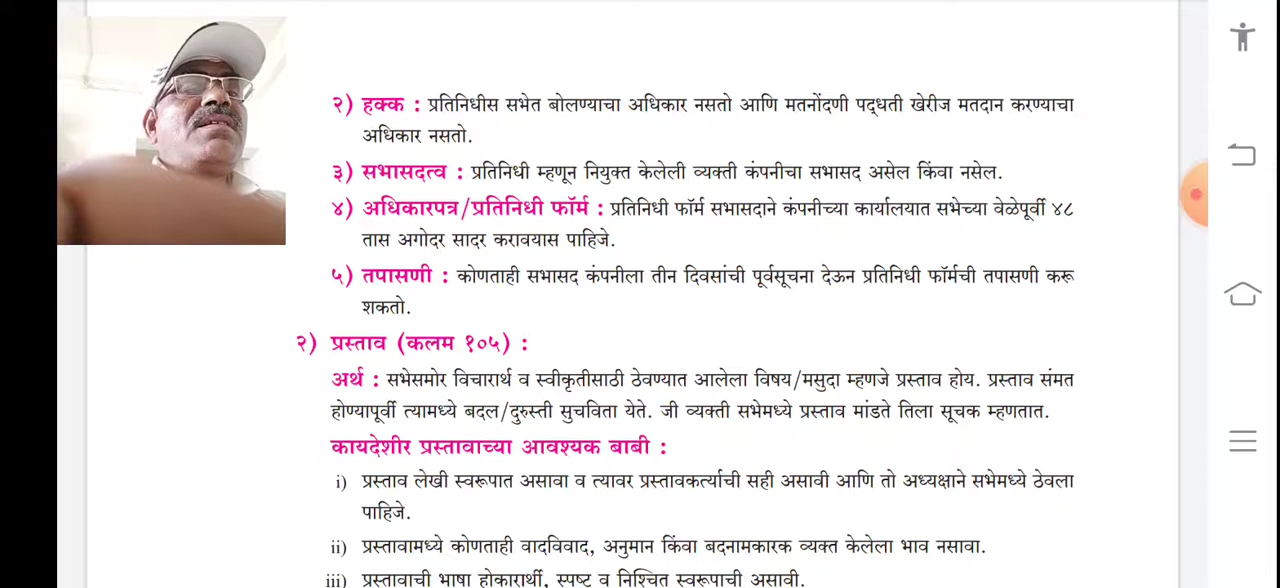 २) हक्क : प्रतिनिधीस सभेत बोलण्याचा अधिकार नसतो आणि मतनोंदणी पद्धती खेरीज मतदान करण्याचा
अधिकार नसतो.
३) सभासदत्व : प्रतिनिधी म्हणून नियुक्त केलेली व्यक्ती कंपनीचा सभासद असेल किंवा नसेल.
४) अधिकारपत्र/प्रतिनिधी फॉर्म : प्रतिनिधी फॉर्म सभासदाने कंपनीच्या कार्यालयात सभेच्या वेळेपूर्वी ४८
तास अगोदर सादर करावयास पाहिजे.
५) तपासणी : कोणताही सभासद कंपनीला तीन दिवसांची पूर्वसूचना देऊन प्रतिनिधी फॉर्मची तपासणी करू
शकतो.
२) प्रस्ताव (कलम १०५) :
अर्थ : सभेसमोर विचारार्थ व स्वीकृतीसाठी ठेवण्यात आलेला विषय/मसुदा म्हणजे प्रस्ताव होय. प्रस्ताव संमत
होण्यापूर्वी त्यामध्ये बदल/दुरुस्ती सुचविता येते. जी व्यक्ती सभेमध्ये प्रस्ताव मांडते तिला सूचक म्हणतात.
कायदेशीर प्रस्तावाच्या आवश्यक बाबी :
i) प्रस्ताव लेखी स्वरूपात असावा व त्यावर प्रस्तावकर्त्याची सही असावी आणि तो अध्यक्षाने सभेमध्ये ठेवला
पाहिजे.
ii) प्रस्तावामध्ये कोणताही वादविवाद, अनुमान किंवा बदनामकारक व्यक्त केलेला भाव नसावा.
iii) प्रस्तावाची भाषा होकारार्थी, स्पष्ट व निश्चित स्वरूपाची असावी.